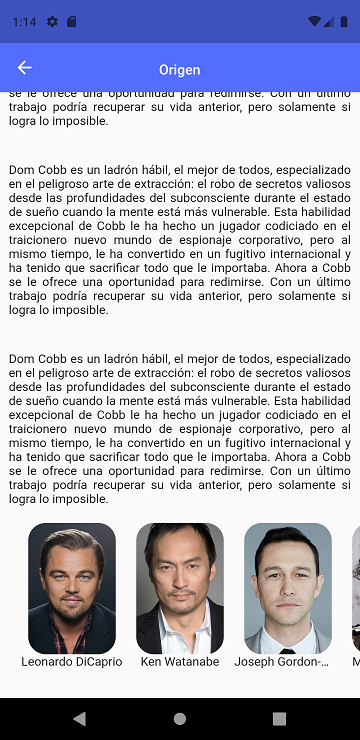 1:14
Origen
se le ofrece una oportunidad para redimirse. Con un último
trabajo podría recuperar su vida anterior, pero solamente si
logra lo imposible.
Dom Cobb es un ladrón hábil, el mejor de todos, especializado
en el peligroso arte de extracción: el robo de secretos valiosos
desde las profundidades del subconsciente durante el estado
de sueño cuando la mente está más vulnerable. Esta habilidad
excepcional de Cobb le ha hecho un jugador codiciado en el
traicionero nuevo mundo de espionaje corporativo, pero al
mismo tiempo, le ha convertido en un fugitivo internacional y
ha tenido que sacrificar todo que le importaba. Ahora a Cobb
se le ofrece una oportunidad para redimirse. Con un último
trabajo podría recuperar su vida anterior, pero solamente si
logra lo imposible.
Dom Cobb es un ladrón hábil, el mejor de todos, especializado
en el peligroso arte de extracción: el robo de secretos valiosos
desde las profundidades del subconsciente durante el estado
de sueño cuando la mente está más vulnerable. Esta habilidad
excepcional de Cobb le ha hecho un jugador codiciado en el
traicionero nuevo mundo de espionaje corporativo, pero al
mismo tiempo, le ha convertido en un fugitivo internacional y
ha tenido que sacrificar todo que le importaba. Ahora a Cobb
se le ofrece una oportunidad para redimirse. Con un último
trabajo podría recuperar su vida anterior, pero solamente si
logra lo imposible.
Leonardo DiCaprio Ken Watanabe Joseph Gordon-...